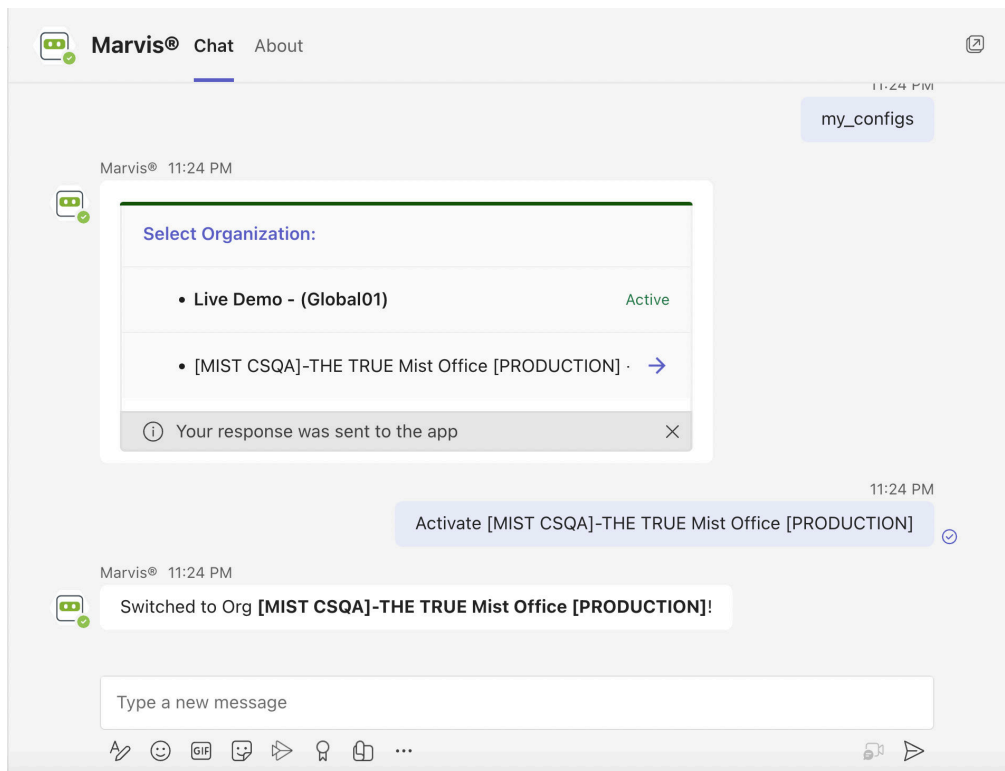 Marvis® Chat About
11:24 PM
my_configs
Marvis® 11:24 PM
Select Organization:
• Live Demo - (Global01) Active
• [MIST CSQA]-THE TRUE Mist Office [PRODUCTION] ·
Your response was sent to the app
11:24 PM
Activate [MIST CSQA]-THE TRUE Mist Office [PRODUCTION]
Marvis® 11:24 PM
Switched to Org [MIST CSQA]-THE TRUE Mist Office [PRODUCTION]!
Type a new message
GIF